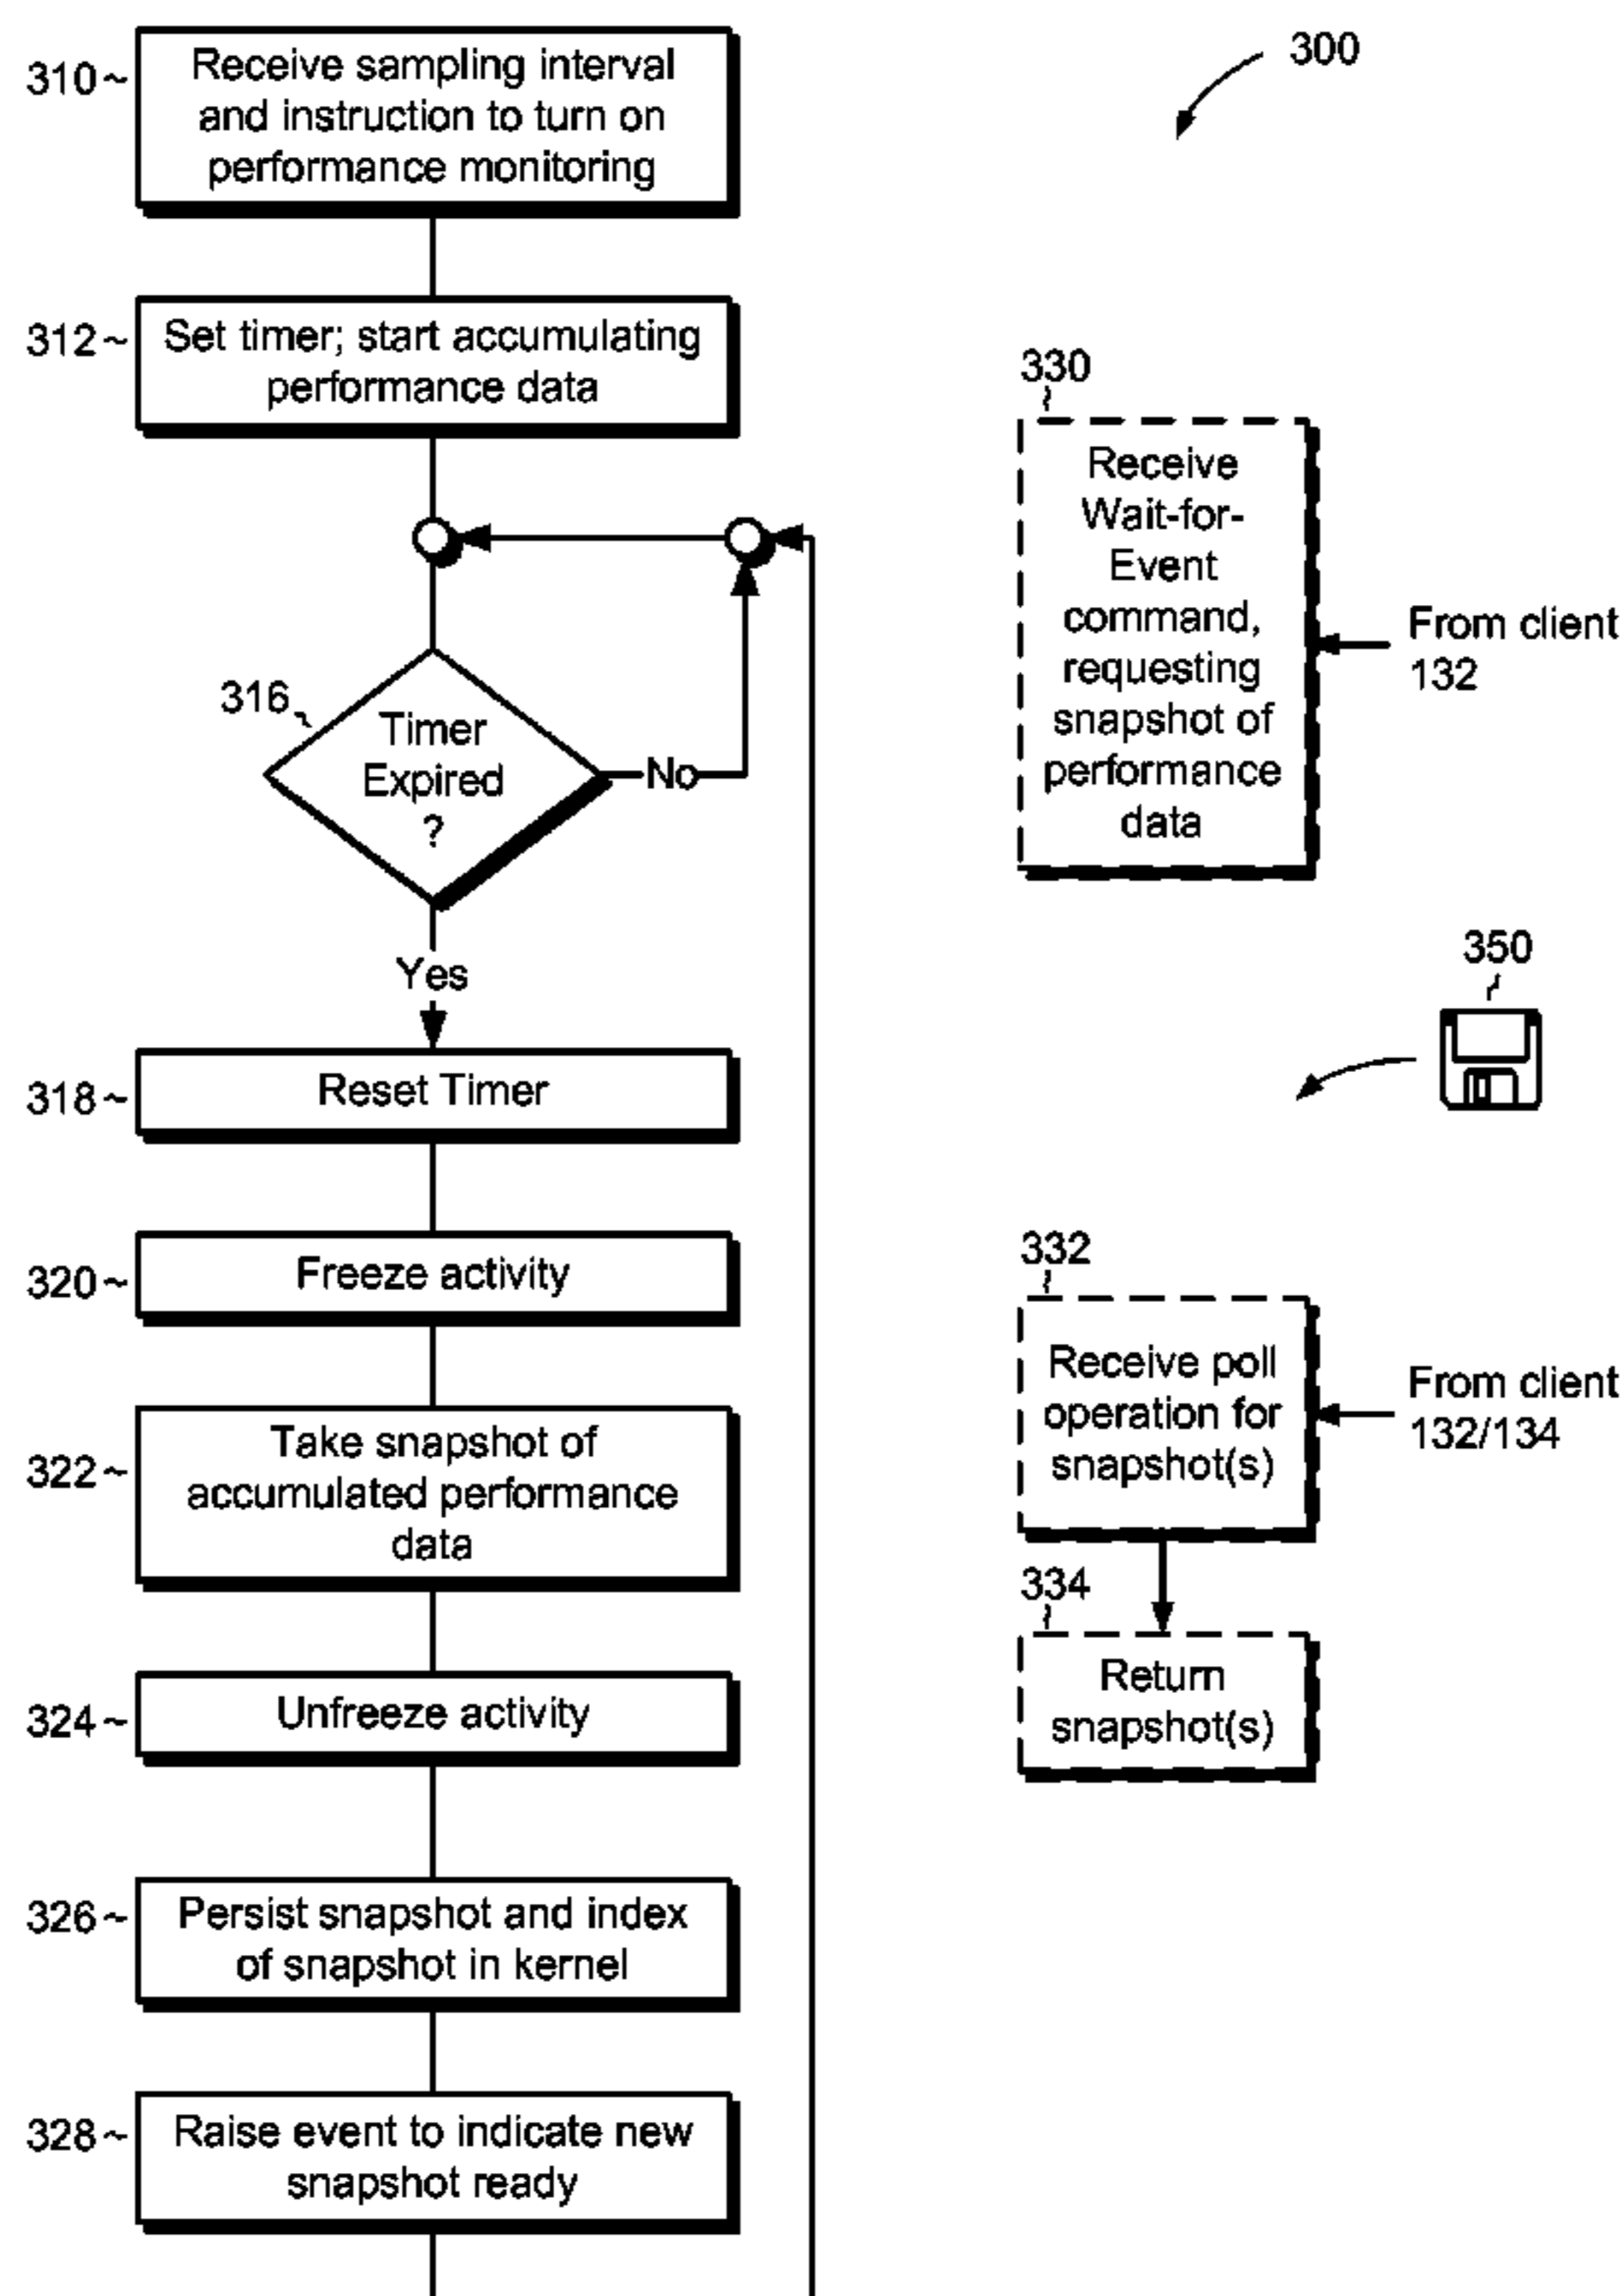 300
310
Receive sampling interval
and instruction to turn on
performance monitoring
312
Set timer; start accumulating
performance data
316
Timer
Expired
?
No
Yes
318
Reset Timer
320
Freeze activity
322
Take snapshot of
accumulated performance
data
324
Unfreeze activity
326
Persist snapshot and index
of snapshot in kernel
328
Raise event to indicate new
snapshot ready
330
Receive
Wait-for-
Event
command,
requesting
snapshot of
performance
data
From client
132
350
332
Receive poll
operation for
snapshot(s)
From client
132/134
334
Return
snapshot(s)